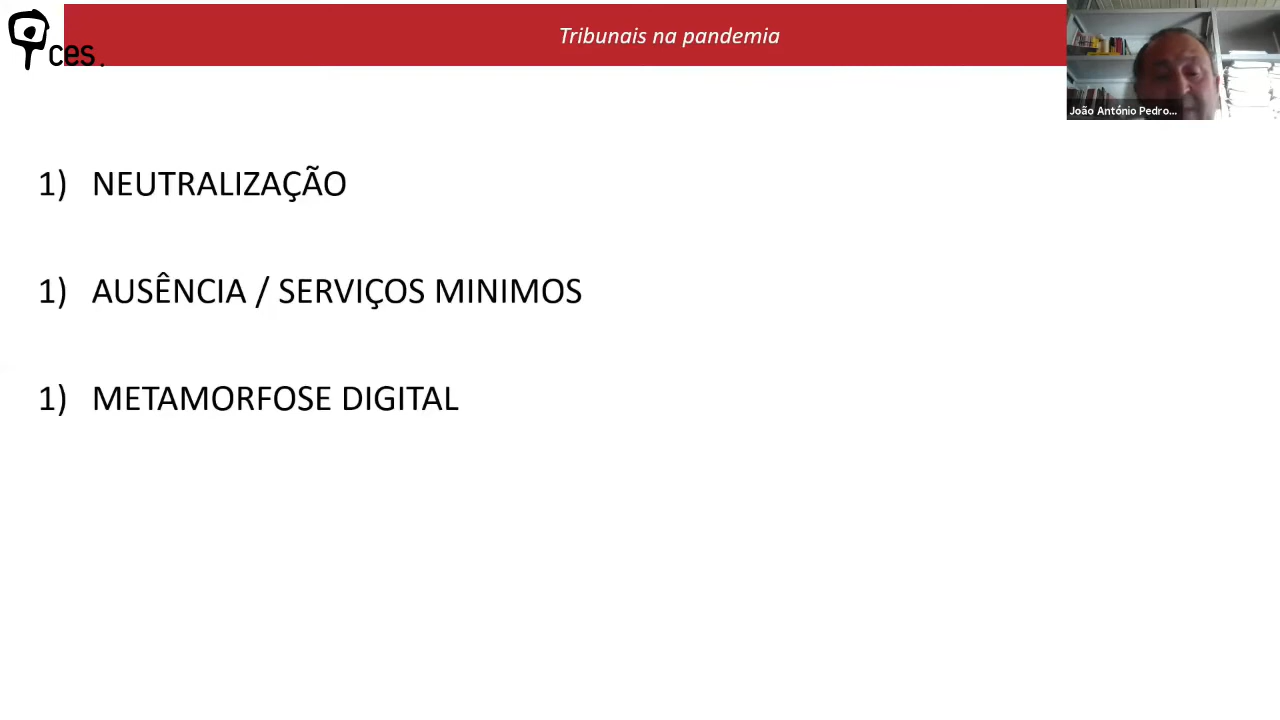 ces.
Tribunais na pandemia
João António Pedro...
1) NEUTRALIZAÇÃO
1) AUSÊNCIA / SERVIÇOS MINIMOS
1) METAMORFOSE DIGITAL